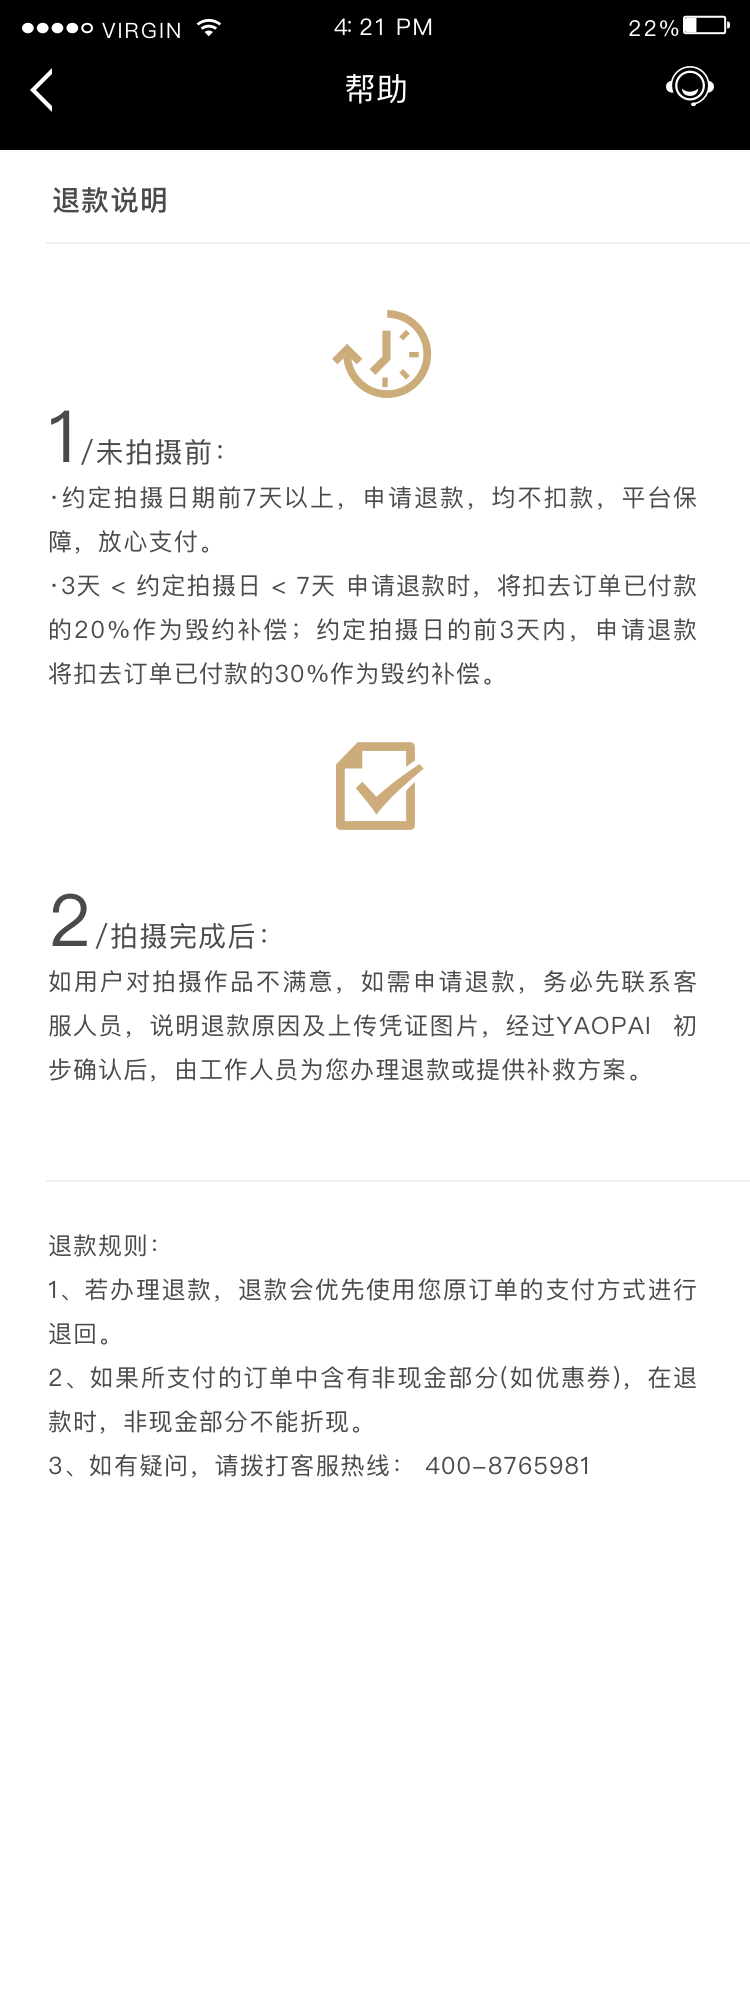 VIRGIN 4: 21 PM 22%
帮助
退款说明
1/未拍摄前：
·约定拍摄日期前7天以上，申请退款，均不扣款，平台保
障，放心支付。
·3天 < 约定拍摄日 < 7天 申请退款时，将扣去订单已付款
的20%作为毁约补偿；约定拍摄日的前3天内，申请退款
将扣去订单已付款的30%作为毁约补偿。
2/拍摄完成后：
如用户对拍摄作品不满意，如需申请退款，务必先联系客
服人员，说明退款原因及上传凭证图片，经过YAOPAI 初
步确认后，由工作人员为您办理退款或提供补救方案。
退款规则：
1、若办理退款，退款会优先使用您原订单的支付方式进行
退回。
2、如果所支付的订单中含有非现金部分(如优惠券)，在退
款时，非现金部分不能折现。
3、如有疑问，请拨打客服热线： 400–8765981